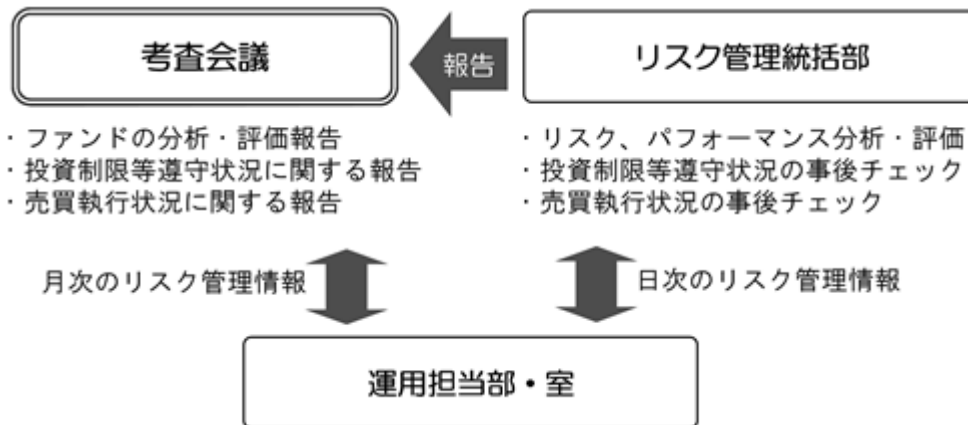 考査会議
報告
リスク管理統括部
・ファンドの分析・評価報告
・投資制限等遵守状況に関する報告
・売買執行状況に関する報告
・リスク、パフォーマンス分析・評価
・投資制限等遵守状況の事後チェック
・売買執行状況の事後チェック
月次のリスク管理情報
日次のリスク管理情報
運用担当部・室